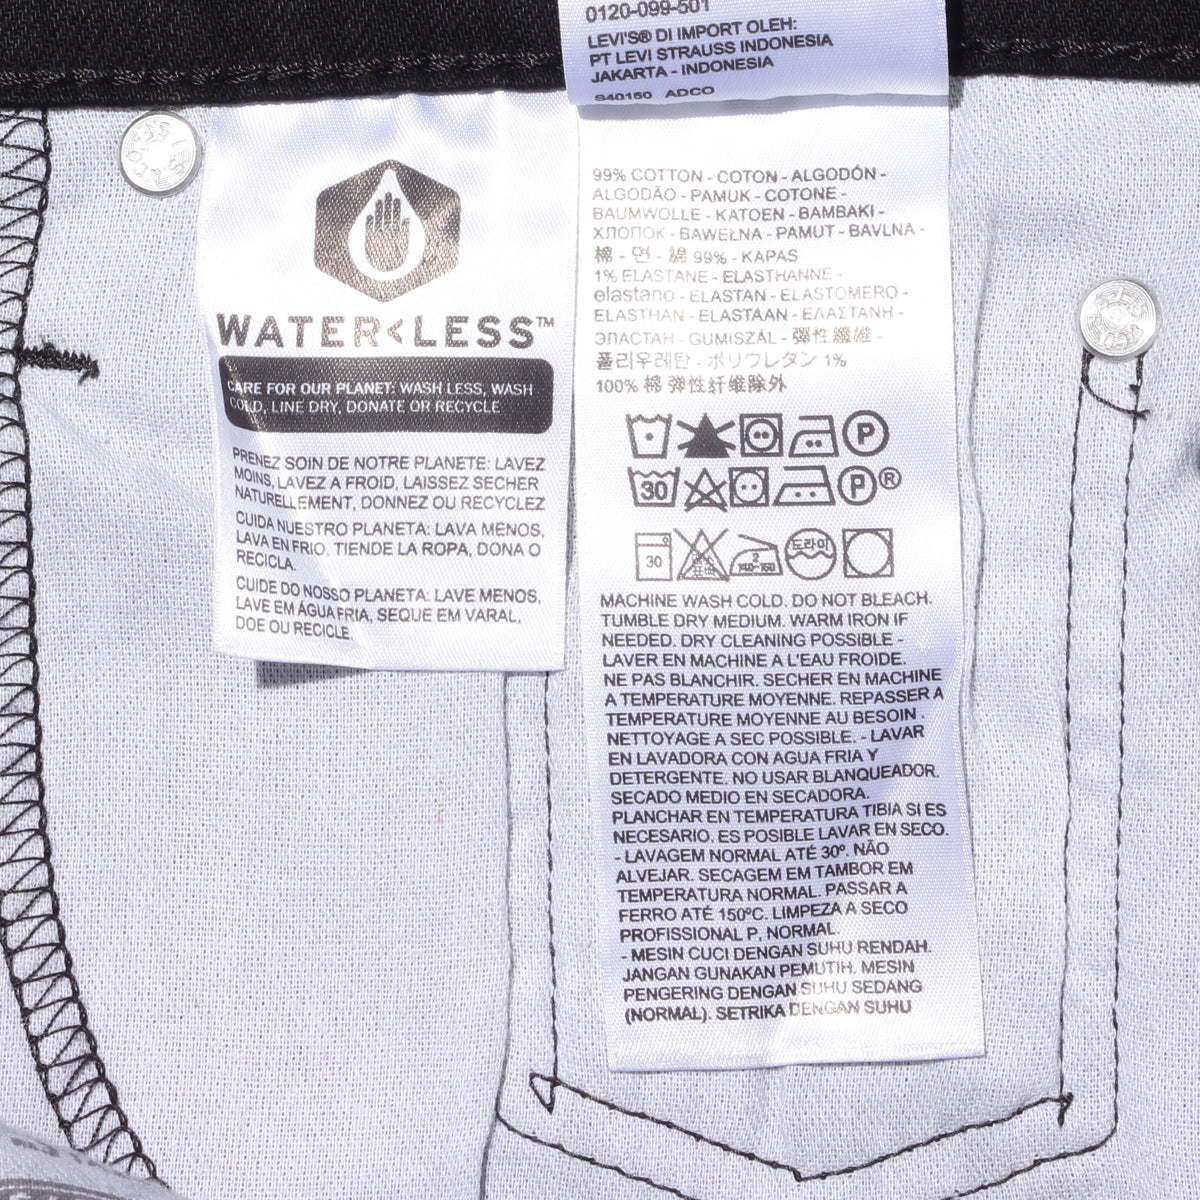 0120-099-501
LEVI'S® DI IMPORT OLEH:
PT LEVI STRAUSS INDONESIA
JAKARTA - INDONESIA
S40150 ADCO
WATER<LESS™
CARE FOR OUR PLANET: WASH LESS, WASH
COLD, LINE DRY, DONATE OR RECYCLE
PRENEZ SOIN DE NOTRE PLANETE: LAVEZ
MOINS, LAVEZ A FROID, LAISSEZ SECHER
NATURELLEMENT, DONNEZ OU RECYCLEZ
CUIDA NUESTRO PLANETA: LAVA MENOS,
LAVA EN FRIO, TIENDE LA ROPA, DONA O
RECICLA.
CUIDE DO NOSSO PLANETA: LAVE MENOS,
LAVE EM ÁGUA FRIA, SEQUE EM VARAL,
DOE OU RECICLE.
99% COTTON - COTON - ALGODÓN -
ALGODÃO - PAMUK - COTONE -
BAUMWOLLE - KATOEN - BAMBAKI -
ХЛОПОК - BAWEŁNA - PAMUT - BAVLNA -
棉 - 면 - 綿 99% - KAPAS
1% ELASTANE - ELASTHANNE -
elastano - ELASTAN - ELASTOMERO -
ELASTHAN - ELASTAAN - ΕΛΑΣΤΑΝΗ -
ЭЛАСТАН - GUMISZÁL - 彈性纖維 -
폴리우레탄 - ポリウレタン 1%
100% 棉 弹性纤维除外
P
30 P ®
30 2 140-160 드라이
MACHINE WASH COLD. DO NOT BLEACH.
TUMBLE DRY MEDIUM. WARM IRON IF
NEEDED. DRY CLEANING POSSIBLE -
LAVER EN MACHINE A L'EAU FROIDE.
NE PAS BLANCHIR. SECHER EN MACHINE
A TEMPERATURE MOYENNE. REPASSER A
TEMPERATURE MOYENNE AU BESOIN .
NETTOYAGE A SEC POSSIBLE. - LAVAR
EN LAVADORA CON AGUA FRIA Y
DETERGENTE. NO USAR BLANQUEADOR.
SECADO MEDIO EN SECADORA.
PLANCHAR EN TEMPERATURA TIBIA SI ES
NECESARIO. ES POSIBLE LAVAR EN SECO.
- LAVAGEM NORMAL ATÉ 30º. NÃO
ALVEJAR. SECAGEM EM TAMBOR EM
TEMPERATURA NORMAL. PASSAR A
FERRO ATÉ 150ºC. LIMPEZA A SECO
PROFISSIONAL P, NORMAL
- MESIN CUCI DENGAN SUHU RENDAH.
JANGAN GUNAKAN PEMUTIH. MESIN
PENGERING DENGAN SUHU SEDANG
(NORMAL). SETRIKA DENGAN SUHU